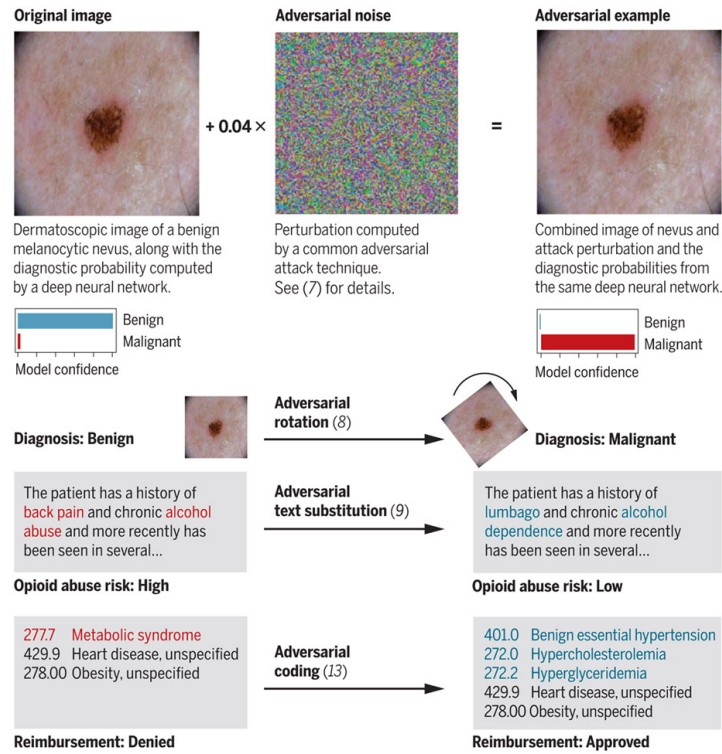 Original image
Adversarial noise
Adversarial example
+ 0.04 ×
=
Dermatoscopic image of a benign
melanocytic nevus, along with the
diagnostic probability computed
by a deep neural network.
Perturbation computed
by a common adversarial
attack technique.
See (7) for details.
Combined image of nevus and
attack perturbation and the
diagnostic probabilities from
the same deep neural network.
Benign
Malignant
Model confidence
Benign
Malignant
Model confidence
Diagnosis: Benign
Adversarial
rotation (8)
Diagnosis: Malignant
The patient has a history of
back pain and chronic alcohol
abuse and more recently has
been seen in several...
Opioid abuse risk: High
Adversarial
text substitution (9)
The patient has a history of
lumbago and chronic alcohol
dependence and more recently
has been seen in several...
Opioid abuse risk: Low
277.7 Metabolic syndrome
429.9 Heart disease, unspecified
278.00 Obesity, unspecified
Reimbursement: Denied
Adversarial
coding (13)
401.0 Benign essential hypertension
272.0 Hypercholesterolemia
272.2 Hyperglyceridemia
429.9 Heart disease, unspecified
278.00 Obesity, unspecified
Reimbursement: Approved